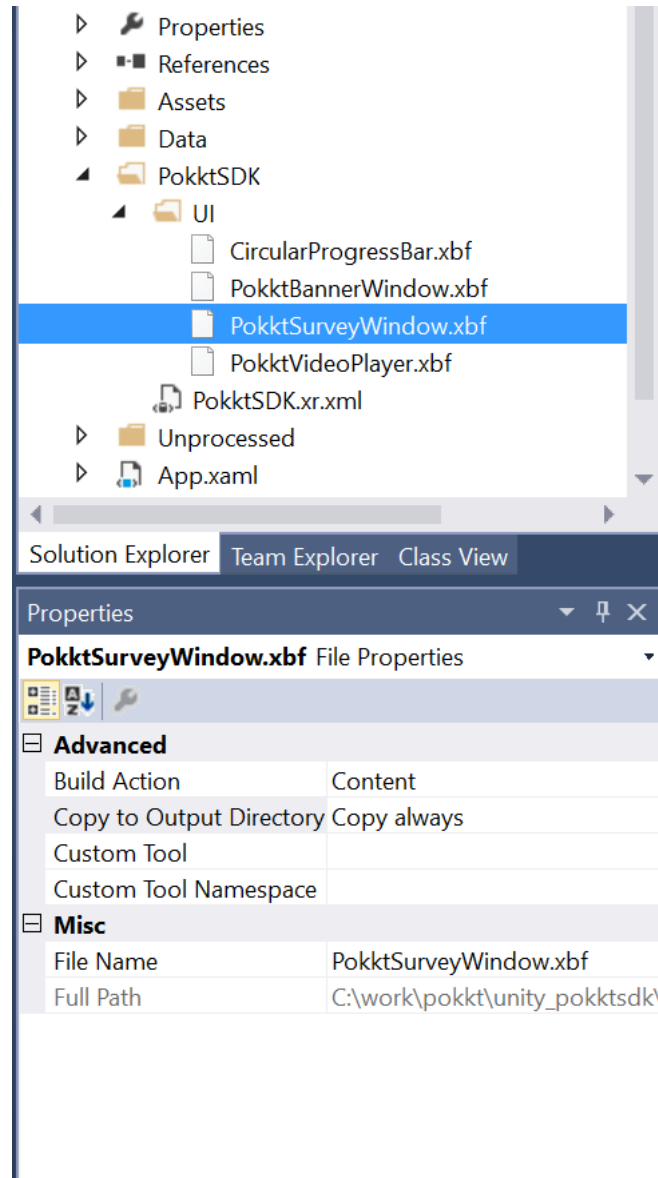 Properties
References
Assets
Data
PokktSDK
UI
CircularProgressBar.xbf
PokktBannerWindow.xbf
PokktSurveyWindow.xbf
PokktVideoPlayer.xbf
PokktSDK.xr.xml
Unprocessed
App.xaml
Solution Explorer Team Explorer Class View
Properties
PokktSurveyWindow.xbf File Properties
Advanced
Build Action Content
Copy to Output Directory Copy always
Custom Tool
Custom Tool Namespace
Misc
File Name PokktSurveyWindow.xbf
Full Path C:\work\pokkt\unity_pokktsdk\